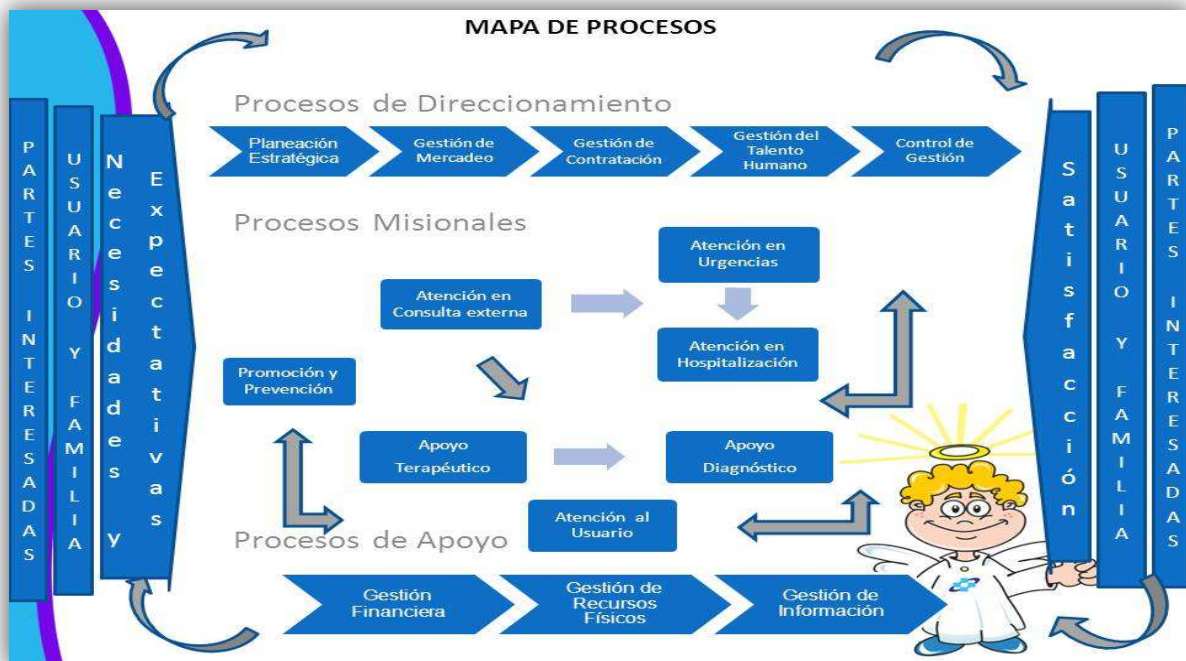 MAPA DE PROCESOS
PARTES INTERESADAS
USUARIO Y FAMILIA
Necesidades y
Expectativas
Procesos de Direccionamiento
Planeación
Estratégica
Gestión de
Mercadeo
Gestión de
Contratación
Gestión del
Talento
Humano
Control de
Gestión
Procesos Misionales
Atención en
Urgencias
Atención en
Consulta externa
Atención en
Hospitalización
Promoción y
Prevención
Apoyo
Terapéutico
Apoyo
Diagnóstico
Atención al
Usuario
Procesos de Apoyo
Gestión
Financiera
Gestión de
Recursos
Físicos
Gestión de
Información
Satisfacción
USUARIO Y FAMILIA
PARTES INTERESADAS